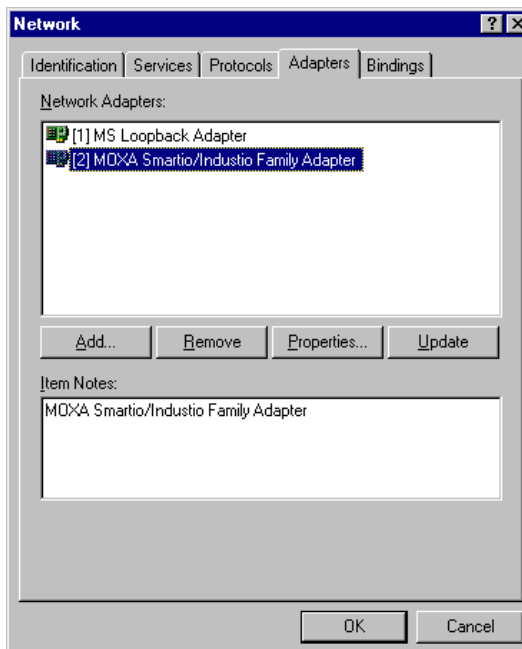 Network
Identification Services Protocols Adapters Bindings
Network Adapters:
[1] MS Loopback Adapter
[2] MOXA Smartio/Industio Family Adapter
Add... Remove Properties... Update
Item Notes:
MOXA Smartio/Industio Family Adapter
OK Cancel